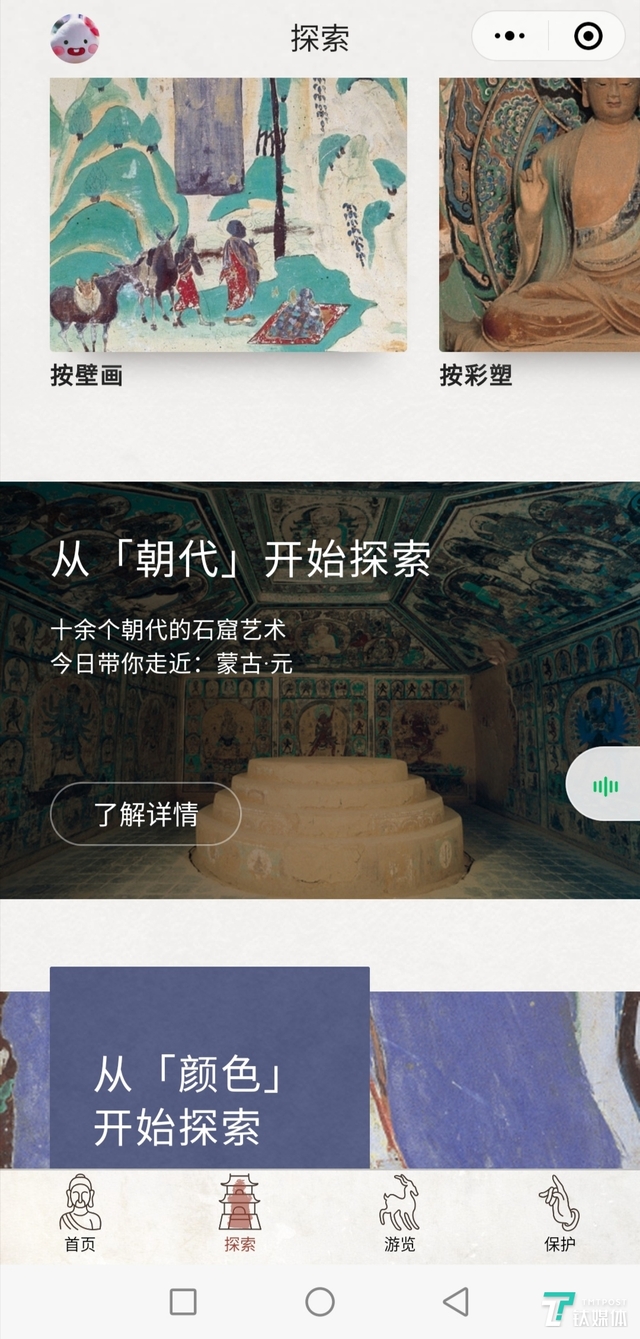 探索
按壁画
按彩塑
从「朝代」开始探索
十余个朝代的石窟艺术
今日带你走近：蒙古·元
了解详情
从「颜色」
开始探索
首页
探索
游览
保护
TMTPOST
钛媒体